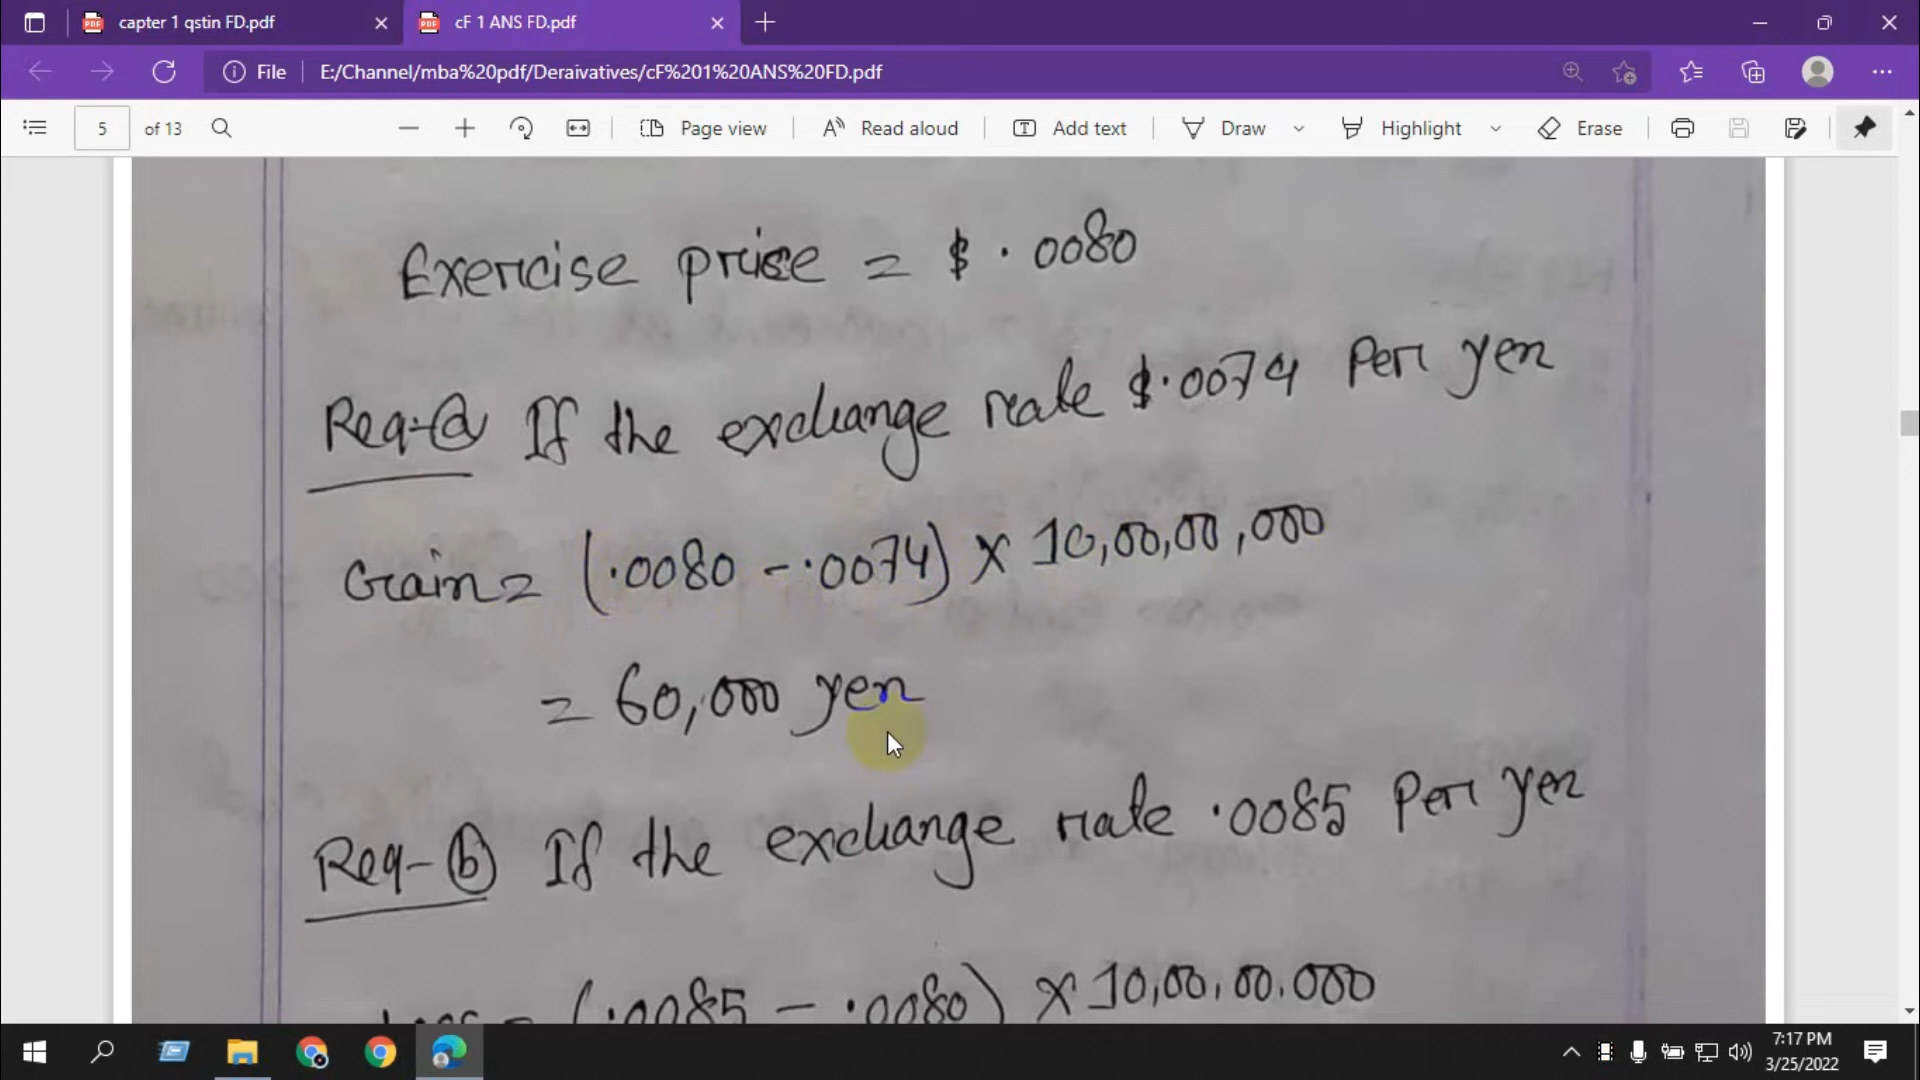 capter 1 qstin FD.pdf
cF 1 ANS FD.pdf
File
E:/Channel/mba%20pdf/Deraivatives/cF%201%20ANS%20FD.pdf
5 of 13
Page view
Read aloud
Add text
Draw
Highlight
Erase
Exercise price = $ .0080
Req-(a) If the exchange rate $.0074 Per yen
Gain = (.0080 - .0074) × 10,00,00,000
= 60,000 yen
Req-(b) If the exchange rate .0085 Per yen
(.0085 - .0080) × 10,00,00,000
7:17 PM
3/25/2022